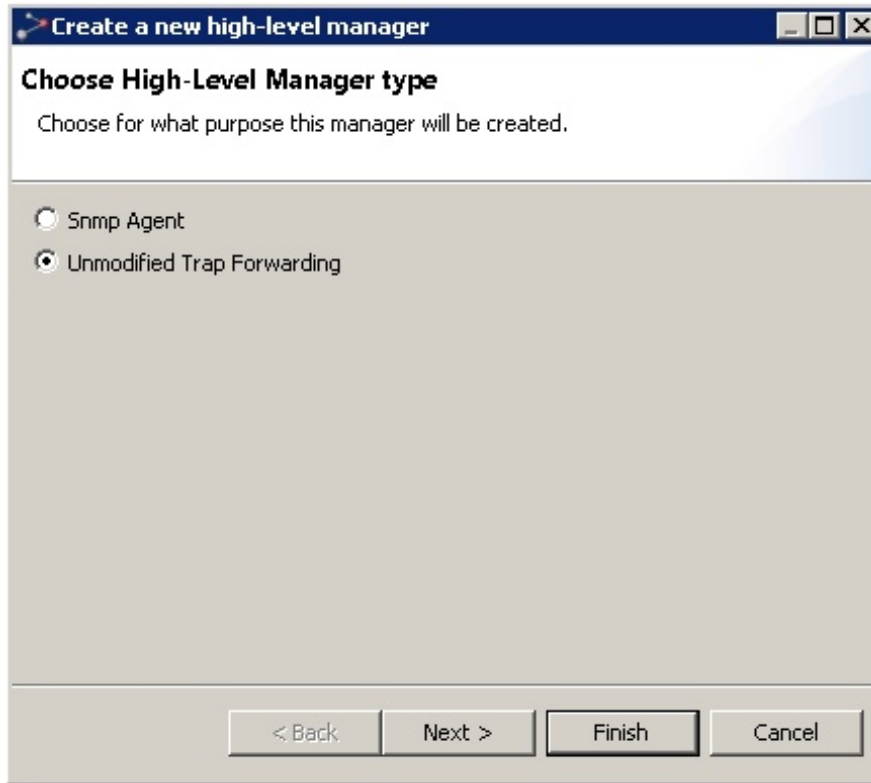 Create a new high-level manager
Choose High-Level Manager type
Choose for what purpose this manager will be created.
Snmp Agent
Unmodified Trap Forwarding
< Back
Next >
Finish
Cancel